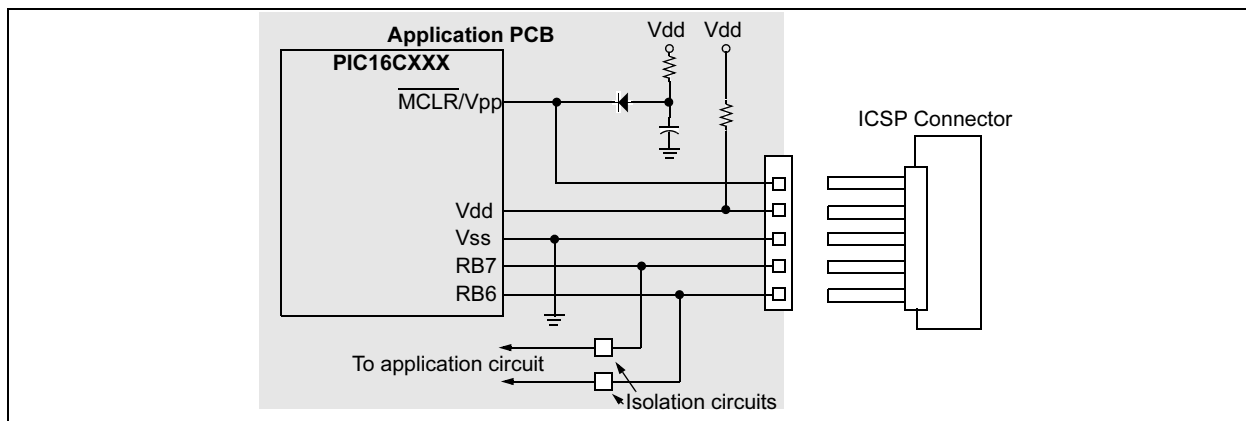 Application PCB
Vdd Vdd
PIC16CXXX
MCLR/Vpp
ICSP Connector
Vdd
Vss
RB7
RB6
To application circuit
Isolation circuits